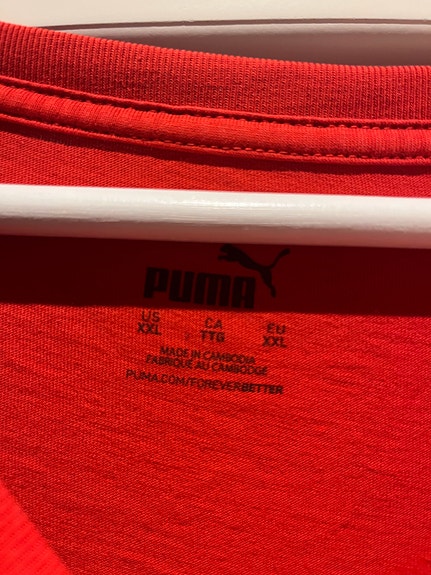 PUMA
US CA EU
XXL TTG XXL
MADE IN CAMBODIA
FABRIQUÉ AU CAMBODGE
PUMA.COM/FOREVERBETTER